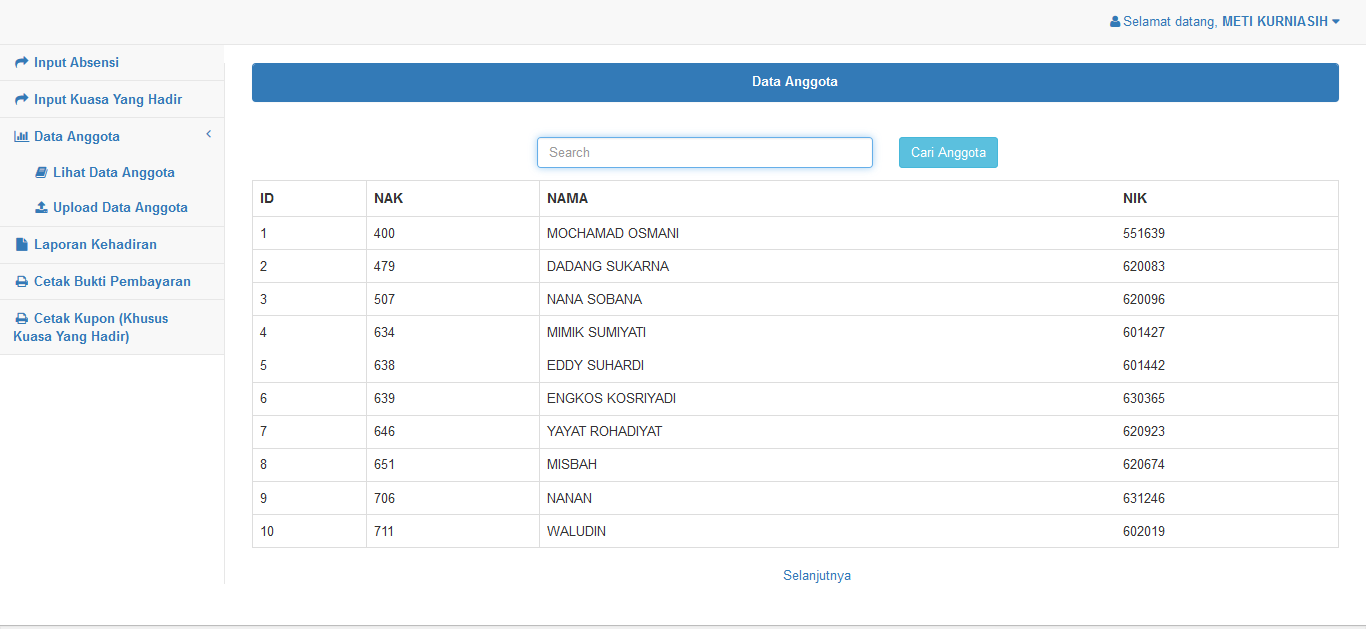 Selamat datang, METI KURNIASIH
Input Absensi
Input Kuasa Yang Hadir
Data Anggota
Lihat Data Anggota
Upload Data Anggota
Laporan Kehadiran
Cetak Bukti Pembayaran
Cetak Kupon (Khusus
Kuasa Yang Hadir)
Data Anggota
Search
Cari Anggota
ID NAK NAMA NIK
1 400 MOCHAMAD OSMANI 551639
2 479 DADANG SUKARNA 620083
3 507 NANA SOBANA 620096
4 634 MIMIK SUMIYATI 601427
5 638 EDDY SUHARDI 601442
6 639 ENGKOS KOSRIYADI 630365
7 646 YAYAT ROHADIYAT 620923
8 651 MISBAH 620674
9 706 NANAN 631246
10 711 WALUDIN 602019
Selanjutnya